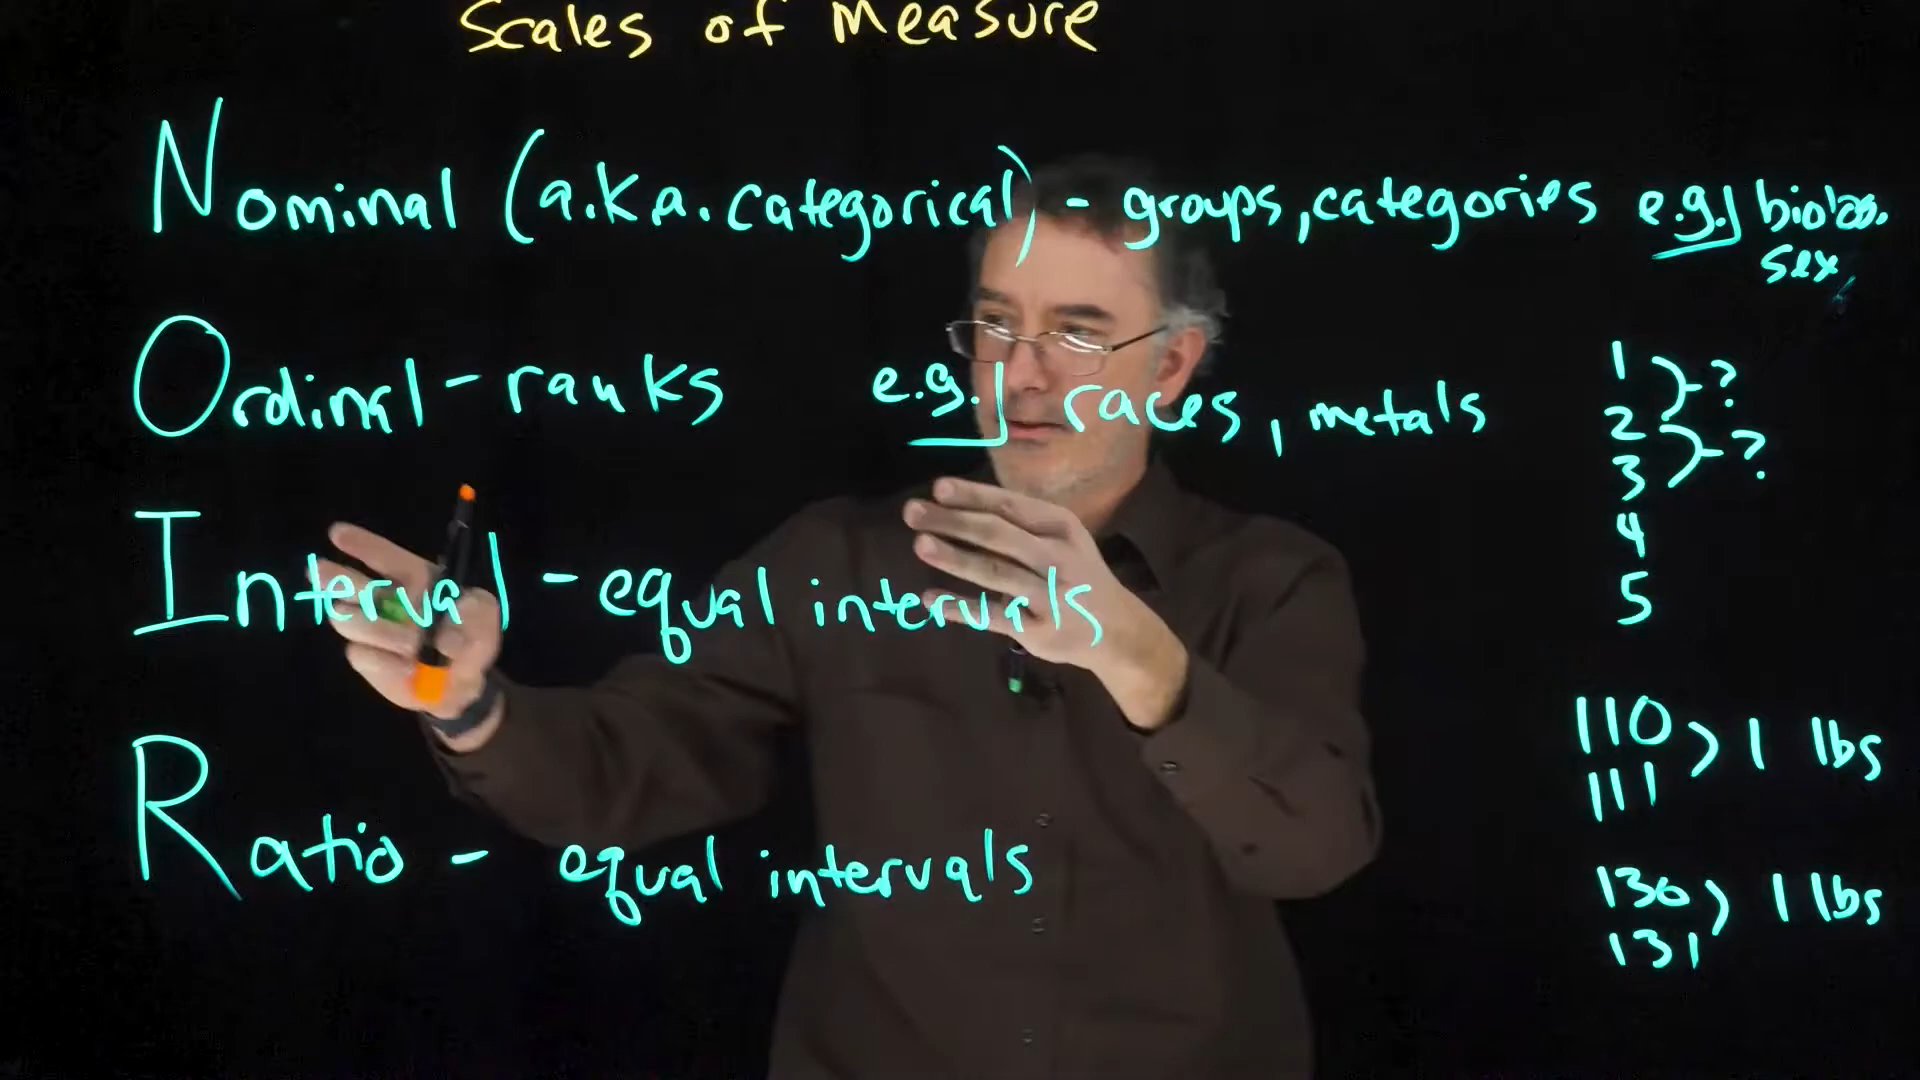 Scales of Measure
Nominal (a.k.a. categorical) - groups, categories e.g., biolog.
sex
Ordinal - ranks e.g., races, metals
1
2
3
4
5
?
?
Interval - equal intervals
110
111
> 1 lbs
Ratio - equal intervals
130
131
> 1 lbs